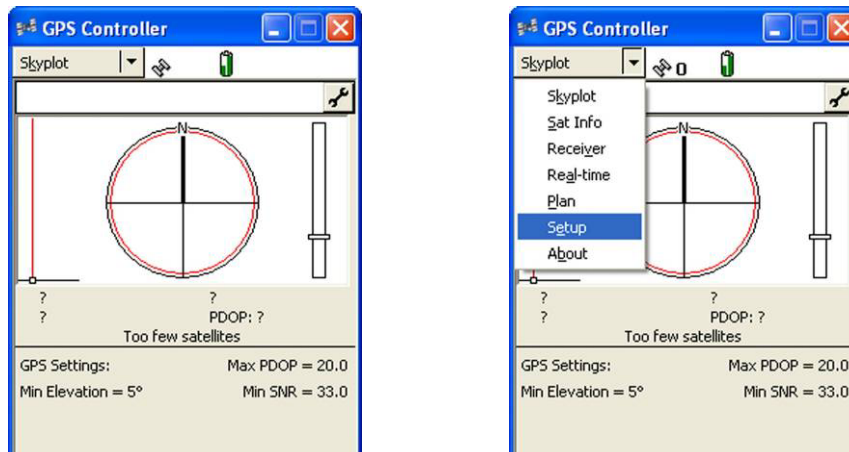 GPS Controller
Skyplot
N
? ?
? PDOP: ?
Too few satellites
GPS Settings: Max PDOP = 20.0
Min Elevation = 5° Min SNR = 33.0
GPS Controller
Skyplot 0
Skyplot
Sat Info
Receiver
Real-time
Plan
Setup
About
N
? ?
? PDOP: ?
Too few satellites
GPS Settings: Max PDOP = 20.0
Min Elevation = 5° Min SNR = 33.0